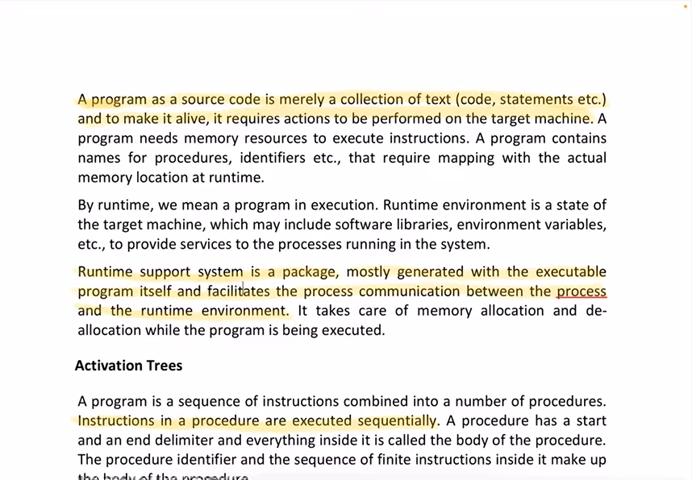 A program as a source code is merely a collection of text (code, statements etc.)
and to make it alive, it requires actions to be performed on the target machine. A
program needs memory resources to execute instructions. A program contains
names for procedures, identifiers etc., that require mapping with the actual
memory location at runtime.
By runtime, we mean a program in execution. Runtime environment is a state of
the target machine, which may include software libraries, environment variables,
etc., to provide services to the processes running in the system.
Runtime support system is a package, mostly generated with the executable
program itself and facilitates the process communication between the process
and the runtime environment. It takes care of memory allocation and de-
allocation while the program is being executed.
Activation Trees
A program is a sequence of instructions combined into a number of procedures.
Instructions in a procedure are executed sequentially. A procedure has a start
and an end delimiter and everything inside it is called the body of the procedure.
The procedure identifier and the sequence of finite instructions inside it make up
the body of the procedure.